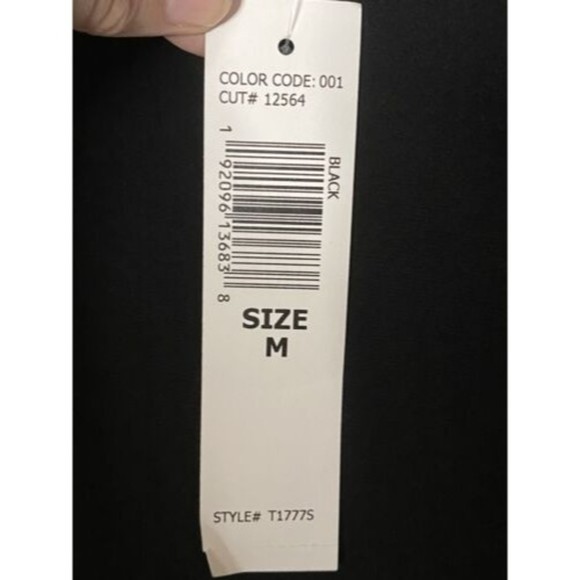 COLOR CODE: 001
CUT# 12564
BLACK
1 92096 13683 8
SIZE
M
STYLE# T1777S